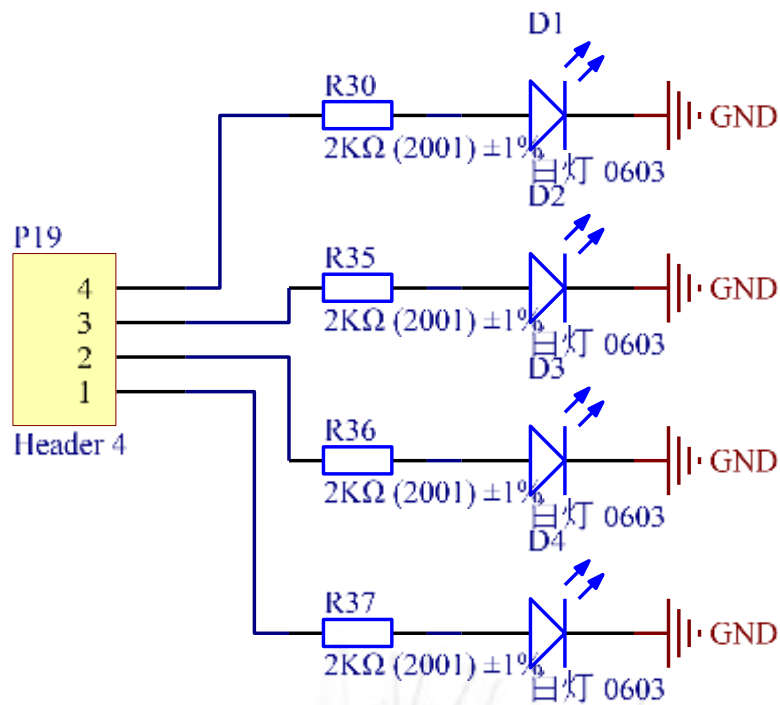 D1
R30
GND
2KΩ (2001) ±1%
白灯 0603
D2
P19
R35
4
GND
3
2KΩ (2001) ±1%
白灯 0603
2
D3
1
Header 4
R36
GND
2KΩ (2001) ±1%
白灯 0603
D4
R37
GND
2KΩ (2001) ±1%
白灯 0603